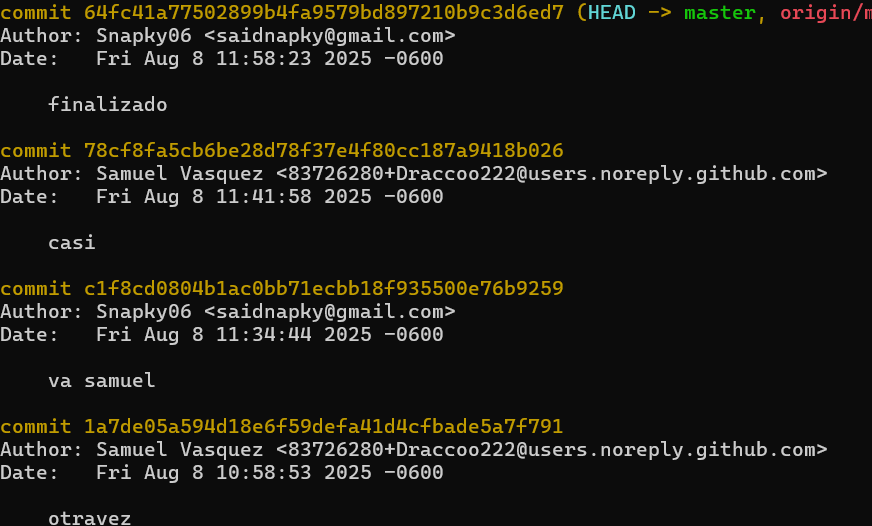 commit 64fc41a77502899b4fa9579bd897210b9c3d6ed7 (HEAD -> master, origin/m
Author: Snapky06 <saidnapky@gmail.com>
Date:   Fri Aug 8 11:58:23 2025 -0600
finalizado
commit 78cf8fa5cb6be28d78f37e4f80cc187a9418b026
Author: Samuel Vasquez <83726280+Draccoo222@users.noreply.github.com>
Date:   Fri Aug 8 11:41:58 2025 -0600
casi
commit c1f8cd0804b1ac0bb71ecbb18f935500e76b9259
Author: Snapky06 <saidnapky@gmail.com>
Date:   Fri Aug 8 11:34:44 2025 -0600
va samuel
commit 1a7de05a594d18e6f59defa41d4cfbade5a7f791
Author: Samuel Vasquez <83726280+Draccoo222@users.noreply.github.com>
Date:   Fri Aug 8 10:58:53 2025 -0600
otravez